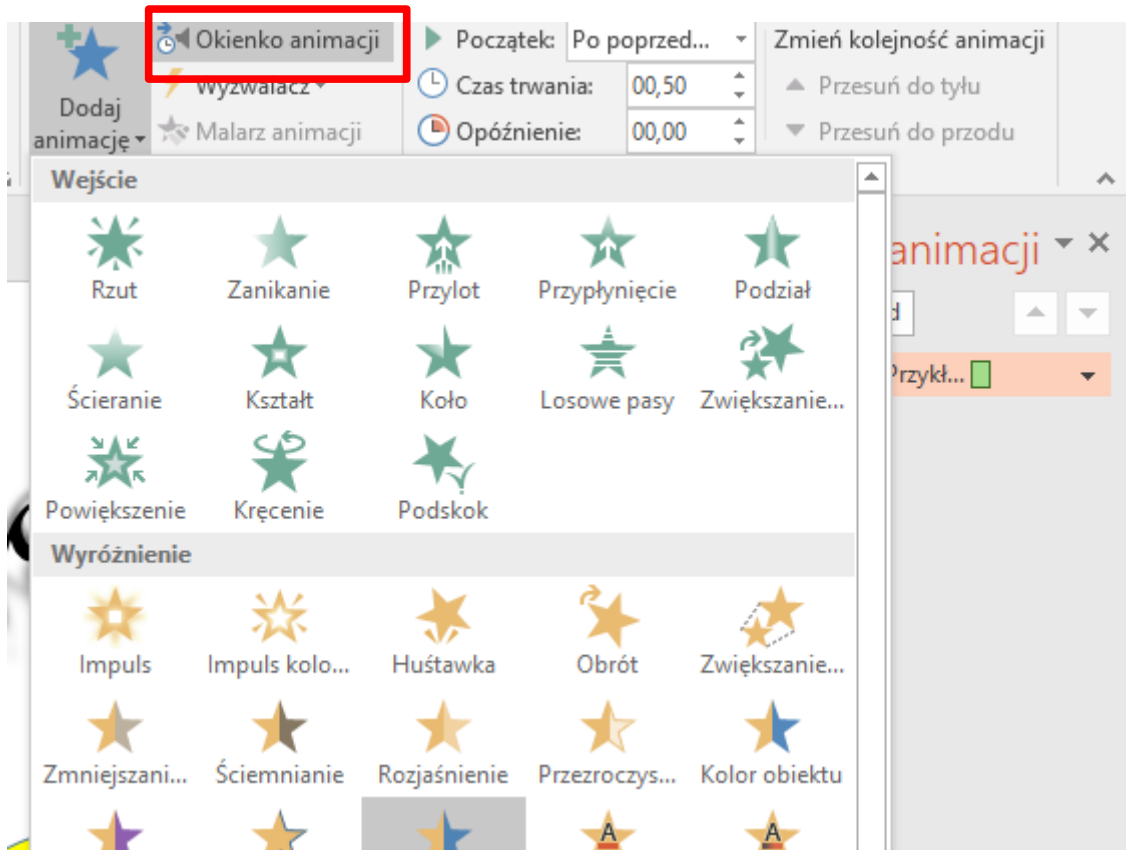 Okienko animacji
Początek: Po poprzed...
Zmień kolejność animacji
Dodaj
animację
Wyzwalacz
Czas trwania: 00,50
Przesuń do tyłu
Malarz animacji
Opóźnienie: 00,00
Przesuń do przodu
Wejście
animacji
Rzut Zanikanie Przylot Przypłynięcie Podział
Przykł...
Ścieranie Kształt Koło Losowe pasy Zwiększanie...
Powiększenie Kręcenie Podskok
Wyróżnienie
Impuls Impuls kolo... Huśtawka Obrót Zwiększanie...
Zmniejszani... Ściemnianie Rozjaśnienie Przezroczys... Kolor obiektu
A A